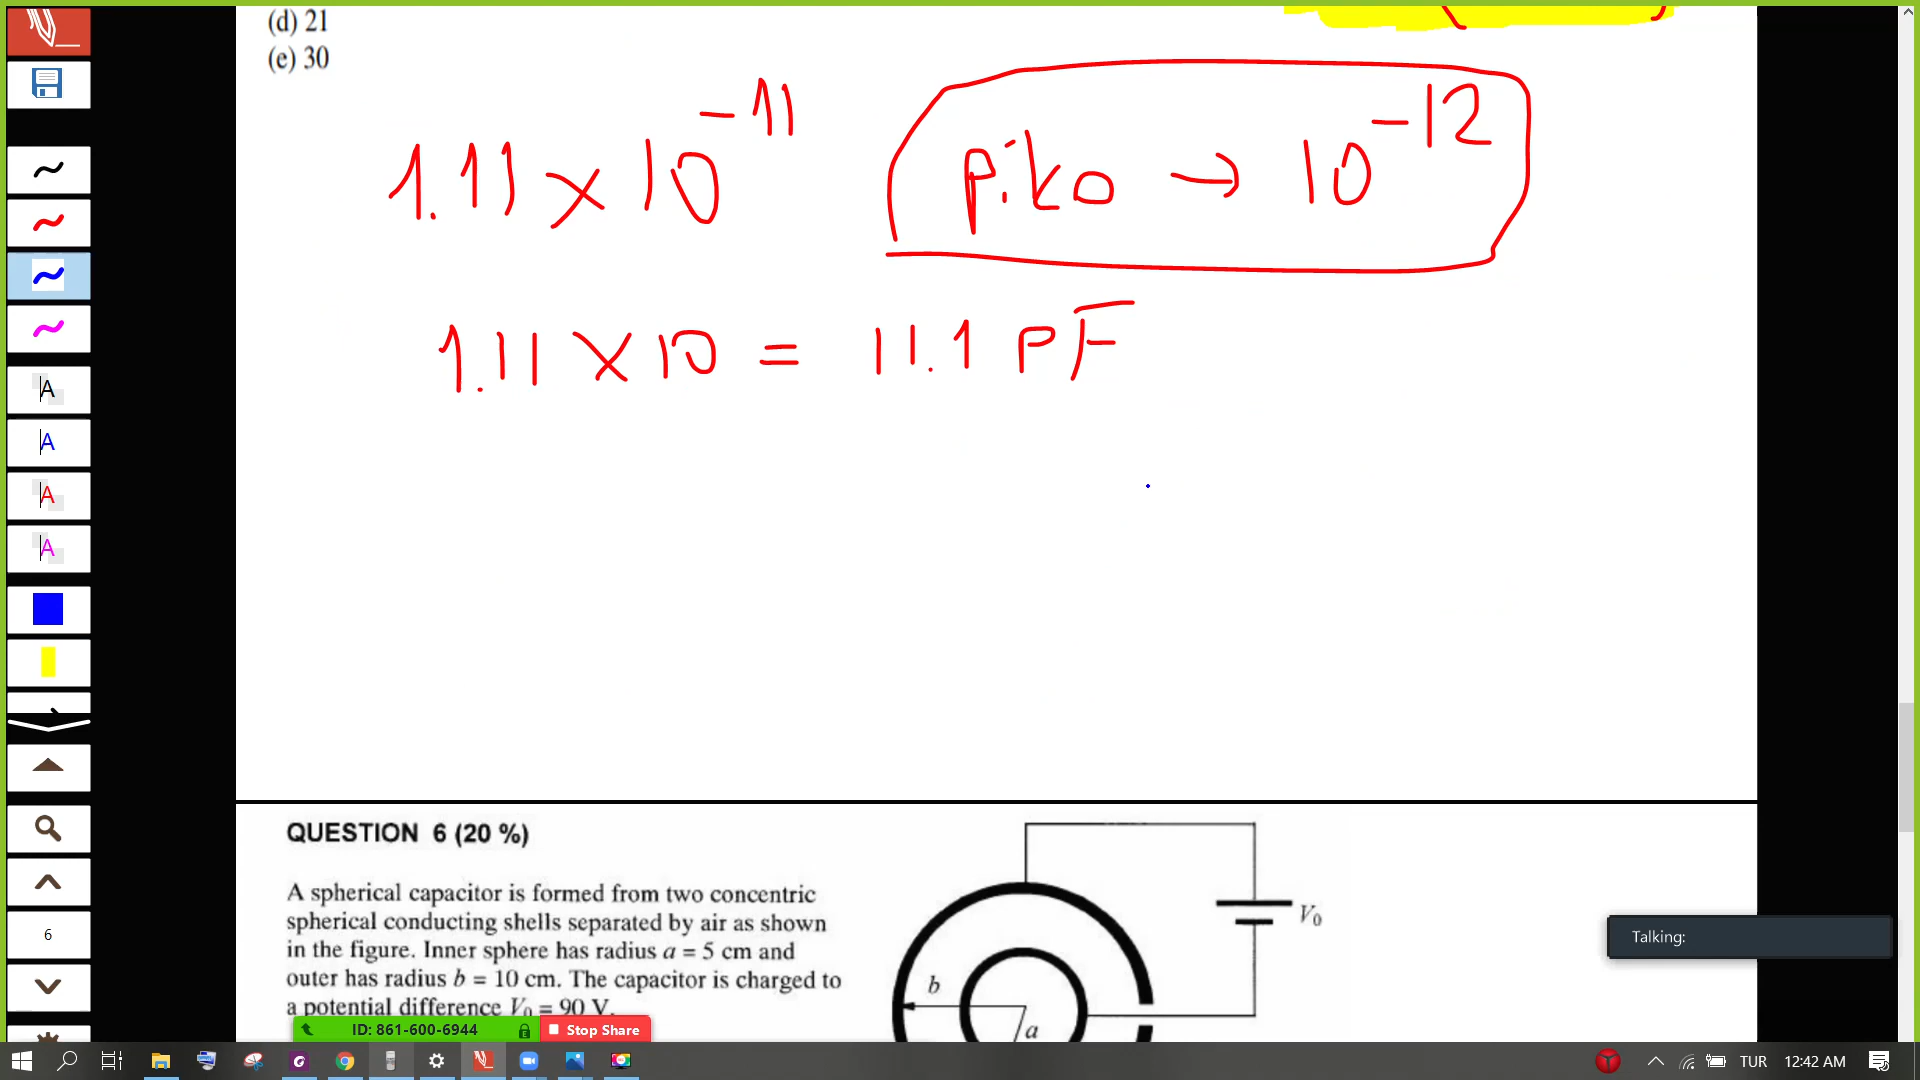 (d) 21
(e) 30
1.11 x 10^-11
piko → 10^-12
1.11 x 10 = 11.1 PF
A
A
A
A
6
QUESTION 6 (20 %)
A spherical capacitor is formed from two concentric
spherical conducting shells separated by air as shown
in the figure. Inner sphere has radius a = 5 cm and
outer has radius b = 10 cm. The capacitor is charged to
a potential difference V₀ = 90 V.
b
a
V₀
Talking:
ID: 861-600-6944
Stop Share
TUR
12:42 AM